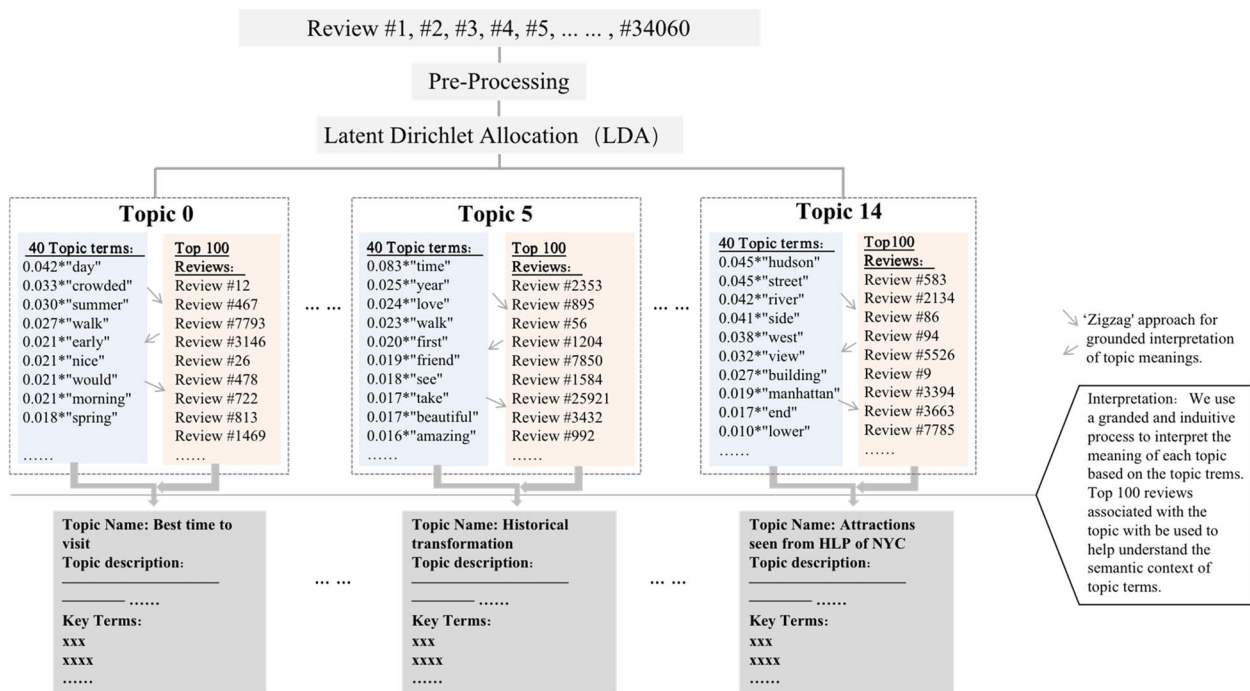 Review #1, #2, #3, #4, #5, ... ... , #34060
Pre-Processing
Latent Dirichlet Allocation（LDA）
Topic 0
40 Topic terms:
0.042*"day"
0.033*"crowded"
0.030*"summer"
0.027*"walk"
0.021*"early"
0.021*"nice"
0.021*"would"
0.021*"morning"
0.018*"spring"
......
Top 100
Reviews:
Review #12
Review #467
Review #7793
Review #3146
Review #26
Review #478
Review #722
Review #813
Review #1469
......
... ...
Topic 5
40 Topic terms:
0.083*"time"
0.025*"year"
0.024*"love"
0.023*"walk"
0.020*"first"
0.019*"friend"
0.018*"see"
0.017*"take"
0.017*"beautiful"
0.016*"amazing"
......
Top 100
Reviews:
Review #2353
Review #895
Review #56
Review #1204
Review #7850
Review #1584
Review #25921
Review #3432
Review #992
......
... ...
Topic 14
40 Topic terms:
0.045*"hudson"
0.045*"street"
0.042*"river"
0.041*"side"
0.038*"west"
0.032*"view"
0.027*"building"
0.019*"manhattan"
0.017*"end"
0.010*"lower"
......
Top100
Reviews:
Review #583
Review #2134
Review #86
Review #94
Review #5526
Review #9
Review #3394
Review #3663
Review #7785
......
'Zigzag' approach for
grounded interpretation
of topic meanings.
Interpretation: We use
a granded and induitive
process to interpret the
meaning of each topic
based on the topic trems.
Top 100 reviews
associated with the
topic with be used to
help understand the
semantic context of
topic terms.
Topic Name: Best time to
visit
Topic description:
......
Key Terms:
xxx
xxxx
......
... ...
Topic Name: Historical
transformation
Topic description:
......
Key Terms:
xxx
xxxx
......
... ...
Topic Name: Attractions
seen from HLP of NYC
Topic description:
......
Key Terms:
xxx
xxxx
......